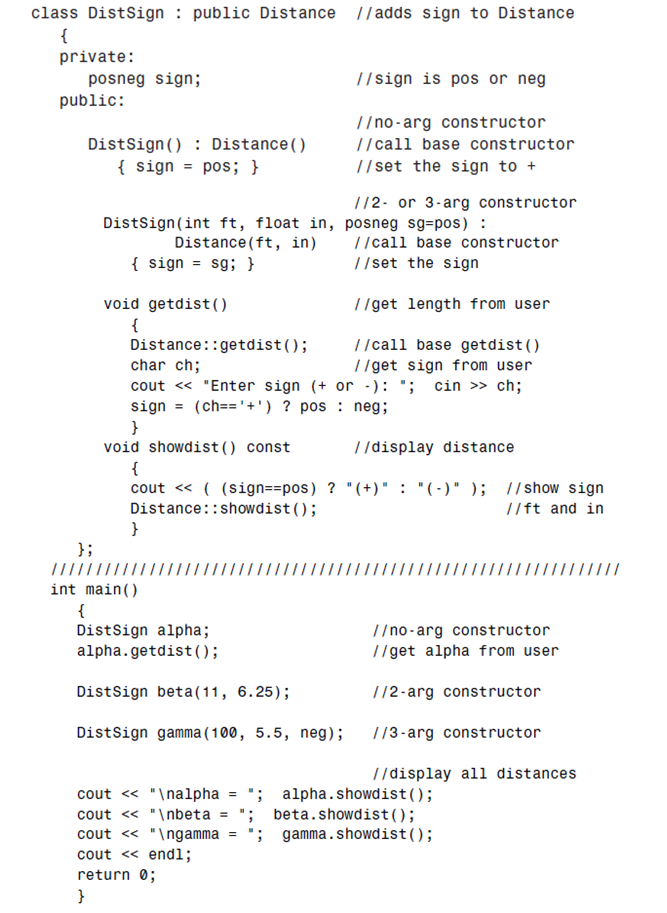 class DistSign : public Distance  //adds sign to Distance
{
private:
posneg sign;                  //sign is pos or neg
public:
//no-arg constructor
DistSign() : Distance()       //call base constructor
{ sign = pos; }            //set the sign to +
//2- or 3-arg constructor
DistSign(int ft, float in, posneg sg=pos) :
Distance(ft, in)      //call base constructor
{ sign = sg; }             //set the sign
void getdist()                //get length from user
{
Distance::getdist();       //call base getdist()
char ch;                   //get sign from user
cout << "Enter sign (+ or -): ";  cin >> ch;
sign = (ch=='+') ? pos : neg;
}
void showdist() const         //display distance
{
cout << ( (sign==pos) ? "(+)" : "(-)" );  //show sign
Distance::showdist();                     //ft and in
}
};
////////////////////////////////////////////////////////////////
int main()
{
DistSign alpha;                  //no-arg constructor
alpha.getdist();                 //get alpha from user
DistSign beta(11, 6.25);         //2-arg constructor
DistSign gamma(100, 5.5, neg);   //3-arg constructor
//display all distances
cout << "\nalpha = ";  alpha.showdist();
cout << "\nbeta = ";  beta.showdist();
cout << "\ngamma = ";  gamma.showdist();
cout << endl;
return 0;
}